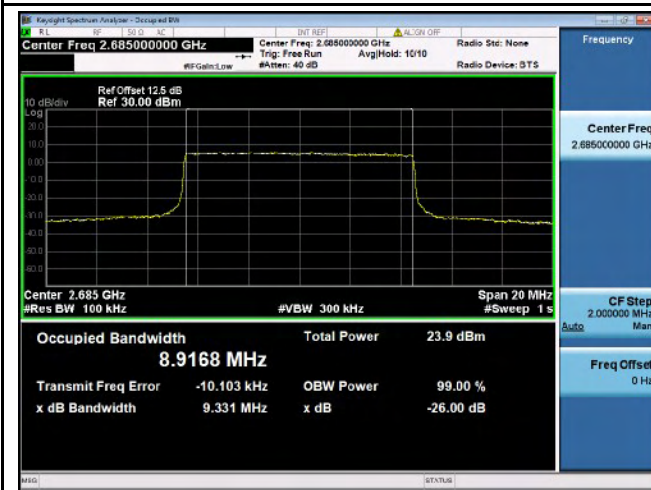 Keysight Spectrum Analyzer - Occupied BW
RL RF 50 Ω AC INT REF ALIGN OFF
Center Freq 2.685000000 GHz
Center Freq: 2.685000000 GHz
Radio Std: None
Trig: Free Run Avg|Hold: 10/10
#IFGain:Low
#Atten: 40 dB
Radio Device: BTS
Frequency
Ref Offset 12.5 dB
10 dB/div Ref 30.00 dBm
Log
20.0
10.0
0.00
-10.0
-20.0
-30.0
-40.0
-50.0
-60.0
Center 2.685 GHz Span 20 MHz
#Res BW 100 kHz #VBW 300 kHz #Sweep 1 s
Center Freq
2.685000000 GHz
CF Step
2.000000 MHz
Auto Man
Freq Offset
0 Hz
Occupied Bandwidth Total Power 23.9 dBm
8.9168 MHz
Transmit Freq Error -10.103 kHz OBW Power 99.00 %
x dB Bandwidth 9.331 MHz x dB -26.00 dB
MSG STATUS